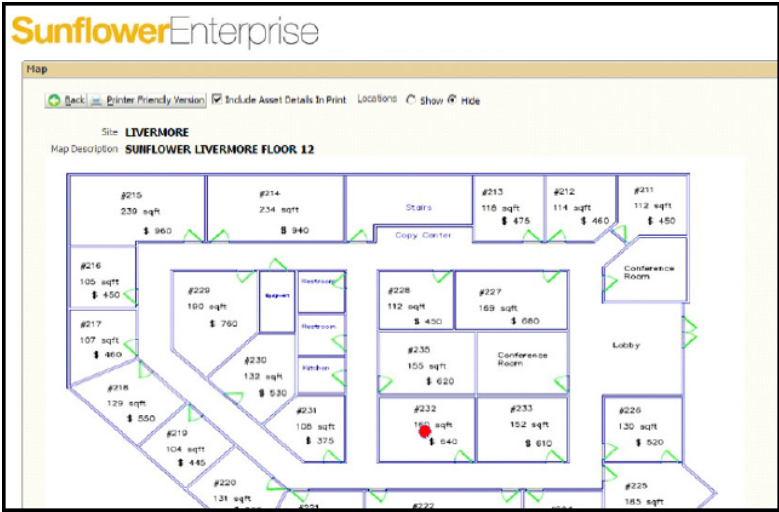 SunflowerEnterprise
Map
Back Printer Friendly Version Include Asset Details In Print Locations Show Hide
Site LIVERMORE
Map Description SUNFLOWER LIVERMORE FLOOR 12
#215
239 sqft
$ 960
#214
234 sqft
$ 940
Stairs
Copy Center
#213
118 sqft
$ 475
#212
114 sqft
$ 460
#211
112 sqft
$ 450
#216
105 sqft
$ 450
#229
190 sqft
$ 760
Restroom
#228
112 sqft
$ 450
#227
169 sqft
$ 680
Conference
Room
#217
107 sqft
$ 460
Restroom
#230
132 sqft
$ 530
Kitchen
#235
155 sqft
$ 620
Conference
Room
Lobby
#218
129 sqft
$ 550
#231
108 sqft
$ 375
#232
sqft
$ 640
#233
152 sqft
$ 610
#226
130 sqft
$ 520
#219
104 sqft
$ 445
#220
131 sqft
#225
185 sqft
#222